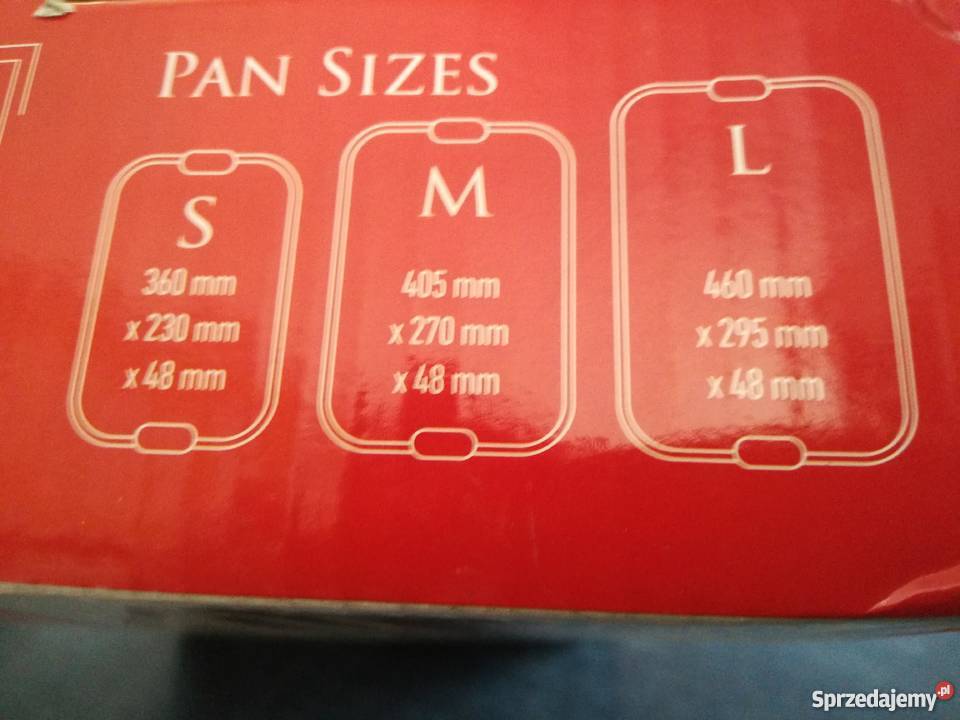 PAN SIZES
S
360 mm
x 230 mm
x 48 mm
M
405 mm
x 270 mm
x 48 mm
L
460 mm
x 295 mm
x 48 mm
Sprzedajemy.pl